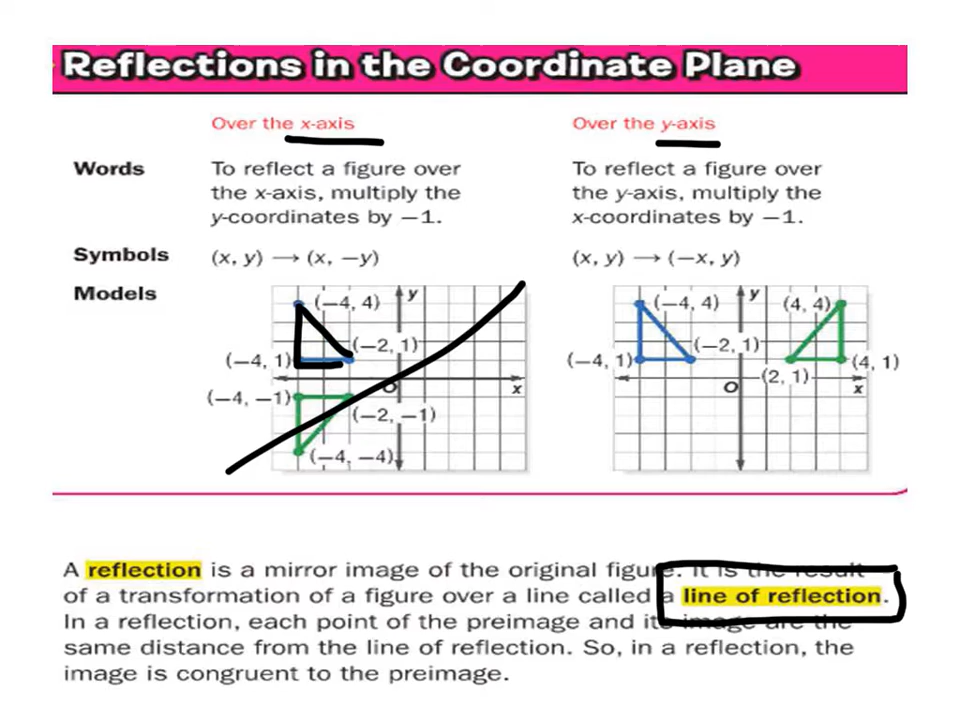 Reflections in the Coordinate Plane
Over the x-axis
Over the y-axis
Words
To reflect a figure over
the x-axis, multiply the
y-coordinates by −1.
To reflect a figure over
the y-axis, multiply the
x-coordinates by −1.
Symbols
(x, y) → (x, −y)
(x, y) → (−x, y)
Models
(−4, 4)
y
(−2, 1)
(−4, 1)
O
x
(−4, −1)
(−2, −1)
(−4, −4)
(−4, 4)
y
(4, 4)
(−2, 1)
(−4, 1)
(2, 1)
(4, 1)
O
x
A reflection is a mirror image of the original figure. It is the result
of a transformation of a figure over a line called a line of reflection.
In a reflection, each point of the preimage and its image are the
same distance from the line of reflection. So, in a reflection, the
image is congruent to the preimage.